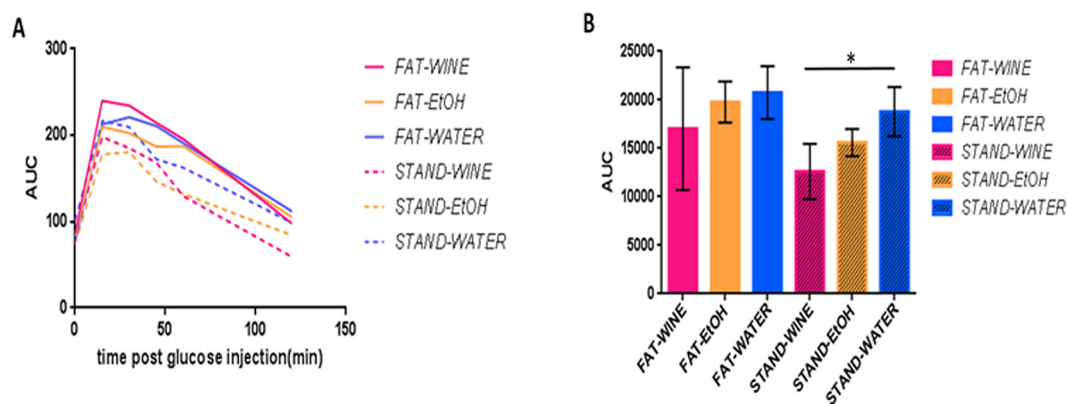 A
300
200
100
0
AUC
0 50 100 150
time post glucose injection(min)
FAT-WINE
FAT-EtOH
FAT-WATER
STAND-WINE
STAND-EtOH
STAND-WATER
B
25000
20000
15000
10000
5000
0
AUC
*
FAT-WINE
FAT-EtOH
FAT-WATER
STAND-WINE
STAND-EtOH
STAND-WATER
FAT-WINE
FAT-EtOH
FAT-WATER
STAND-WINE
STAND-EtOH
STAND-WATER